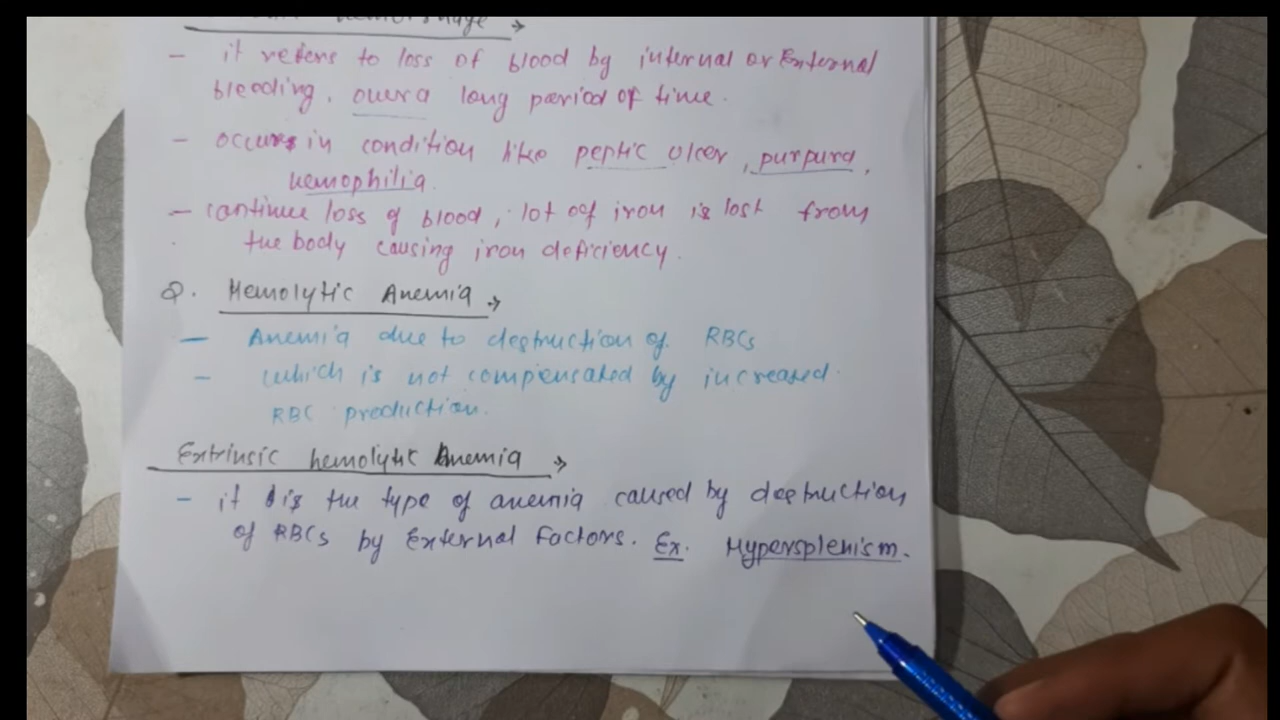 - it refers to loss of blood by internal or External
bleeding. over a long period of time.
- occurs in condition like peptic ulcer, purpura,
hemophilia.
- continue loss of blood, lot oof iron is lost from
the body causing iron deficiency.
2. Hemolytic Anemia →
- Anemia due to destruction of RBCs
- which is not compensated by increased.
RBC production.
Extrinsic hemolytic Anemia →
- it is the type of anemia caused by destruction
of RBCs by External Factors. Ex. Hypersplenism.